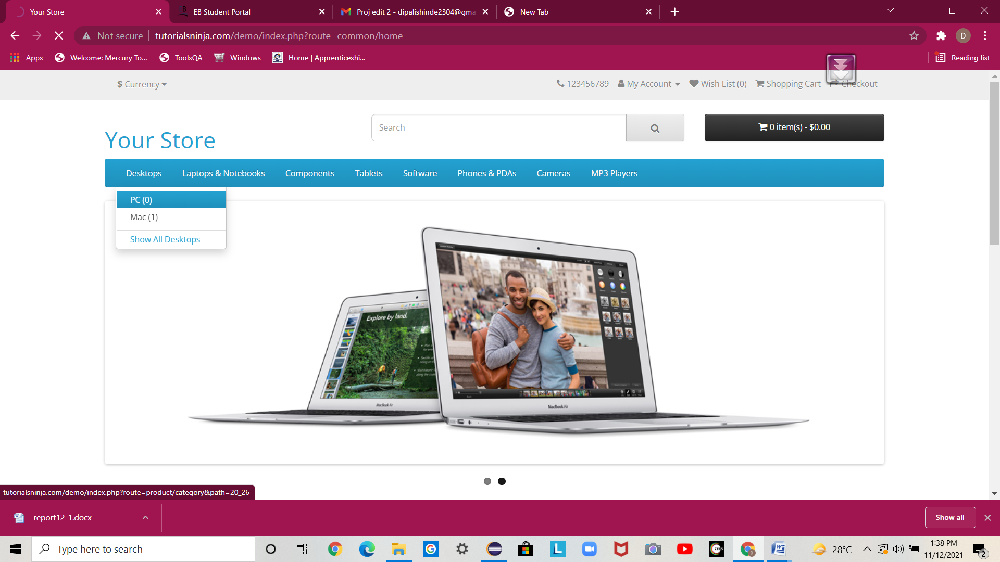 Your Store
EB Student Portal
Proj edit 2 - dipalishinde2304@gma
New Tab
Not secure
tutorialsninja.com/demo/index.php?route=common/home
D
Apps
Welcome: Mercury To...
ToolsQA
Windows
Home | Apprenticeshi...
Reading list
$ Currency
123456789
My Account
Wish List (0)
Shopping Cart
Checkout
Your Store
Search
0 item(s) - $0.00
Desktops
Laptops & Notebooks
Components
Tablets
Software
Phones & PDAs
Cameras
MP3 Players
PC (0)
Mac (1)
Show All Desktops
Explore by land.
MacBook Air
MacBook Air
tutorialsninja.com/demo/index.php?route=product/category&path=20_26
report12-1.docx
Show all
Type here to search
28°C
1:38 PM
11/12/2021
2